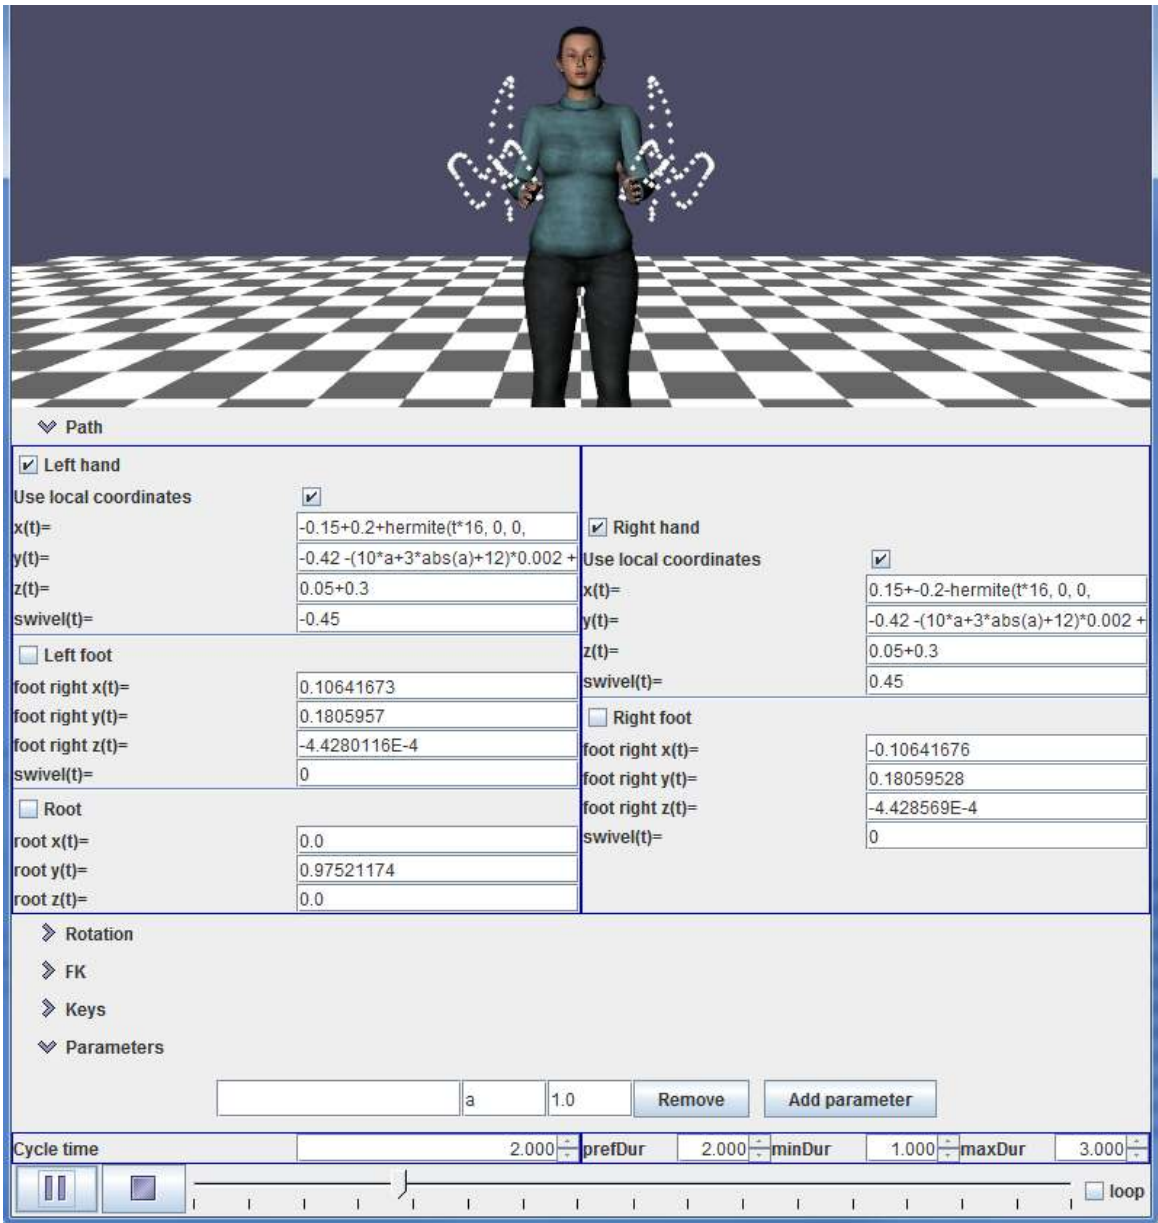 Path
Left hand
Use local coordinates
x(t)= -0.15+0.2+hermite(t*16, 0, 0,
y(t)= -0.42 -(10*a+3*abs(a)+12)*0.002 +
z(t)= 0.05+0.3
swivel(t)= -0.45
Left foot
foot right x(t)= 0.10641673
foot right y(t)= 0.1805957
foot right z(t)= -4.4280116E-4
swivel(t)= 0
Root
root x(t)= 0.0
root y(t)= 0.97521174
root z(t)= 0.0
Right hand
Use local coordinates
x(t)= 0.15+-0.2-hermite(t*16, 0, 0,
y(t)= -0.42 -(10*a+3*abs(a)+12)*0.002 +
z(t)= 0.05+0.3
swivel(t)= 0.45
Right foot
foot right x(t)= -0.10641676
foot right y(t)= 0.18059528
foot right z(t)= -4.428569E-4
swivel(t)= 0
Rotation
FK
Keys
Parameters
a 1.0 Remove Add parameter
Cycle time 2.000 prefDur 2.000 minDur 1.000 maxDur 3.000
loop